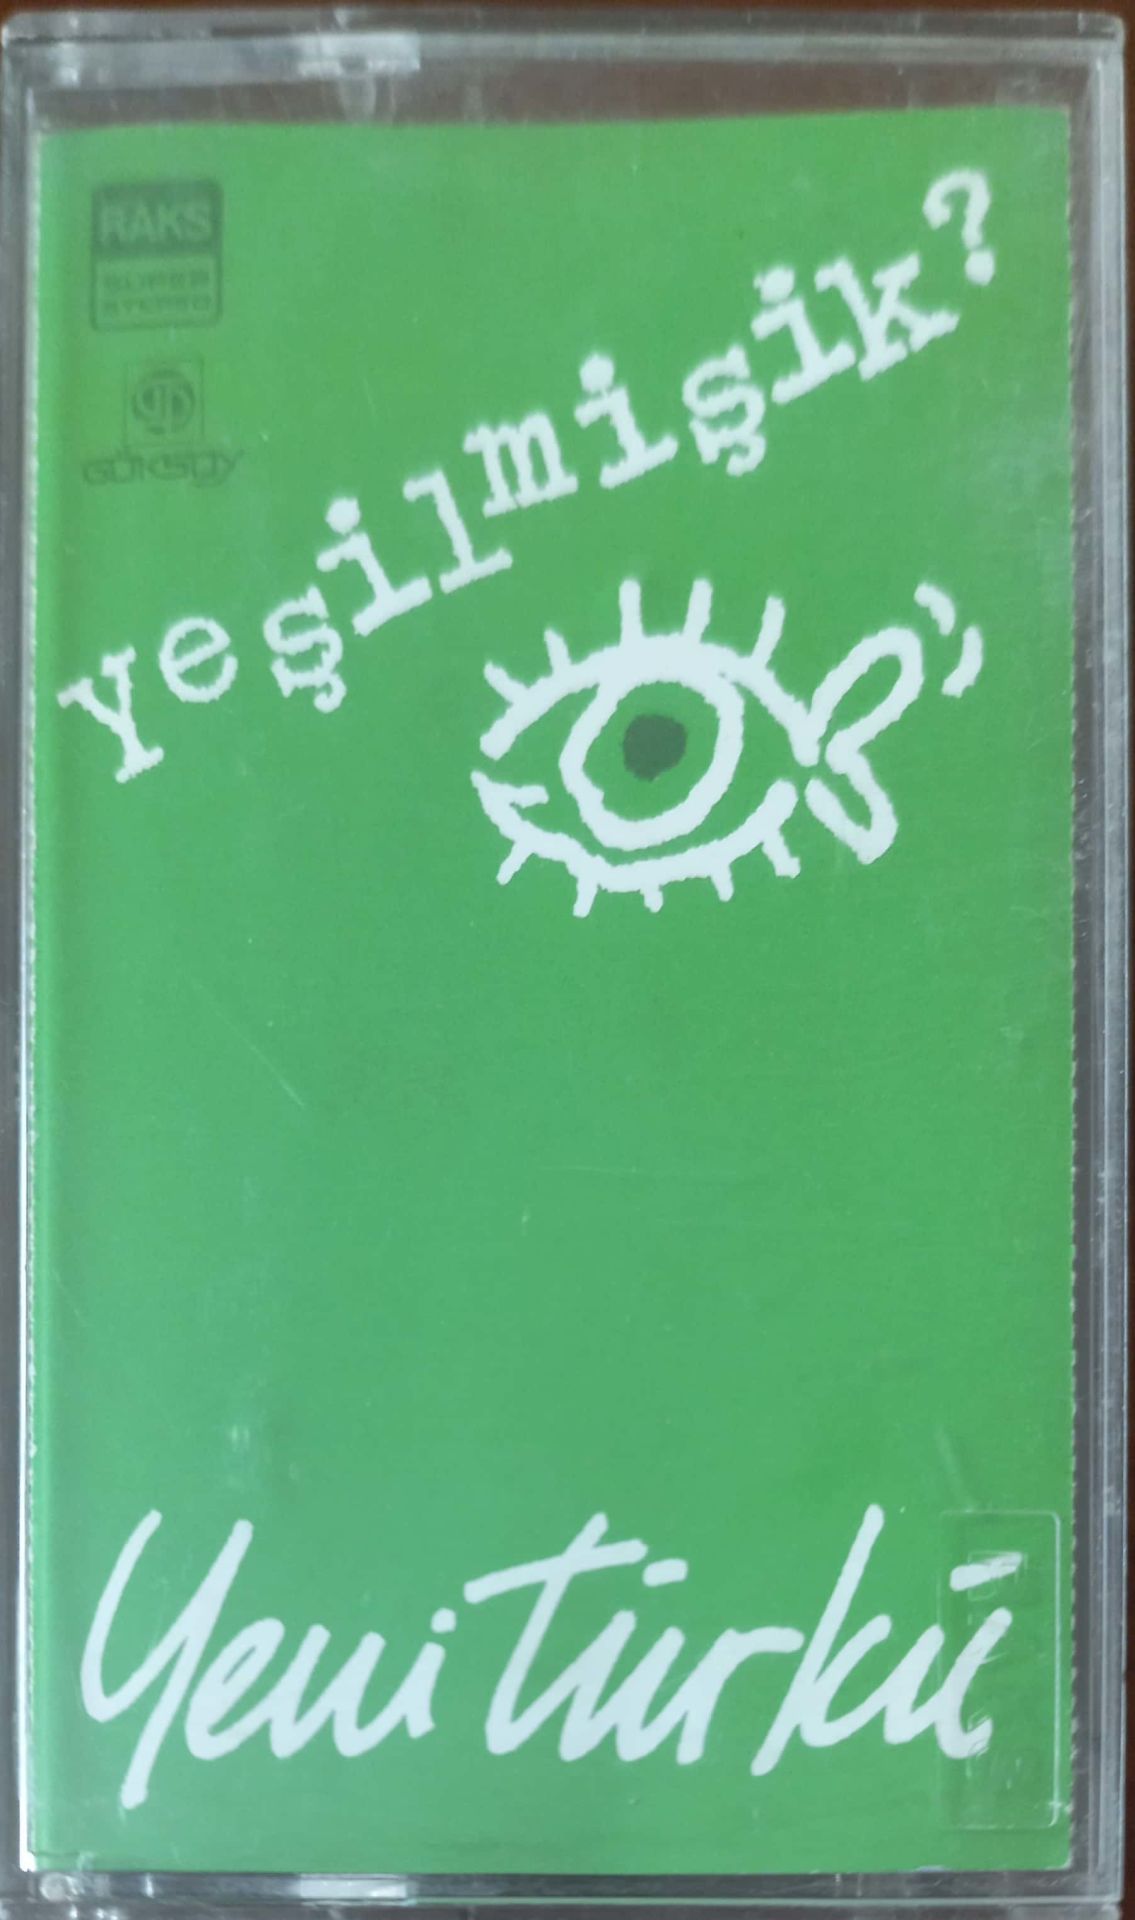 RAKS
SUPER
STEREO
GÖKSOY
yeşilmişik?
Yeni Türkü